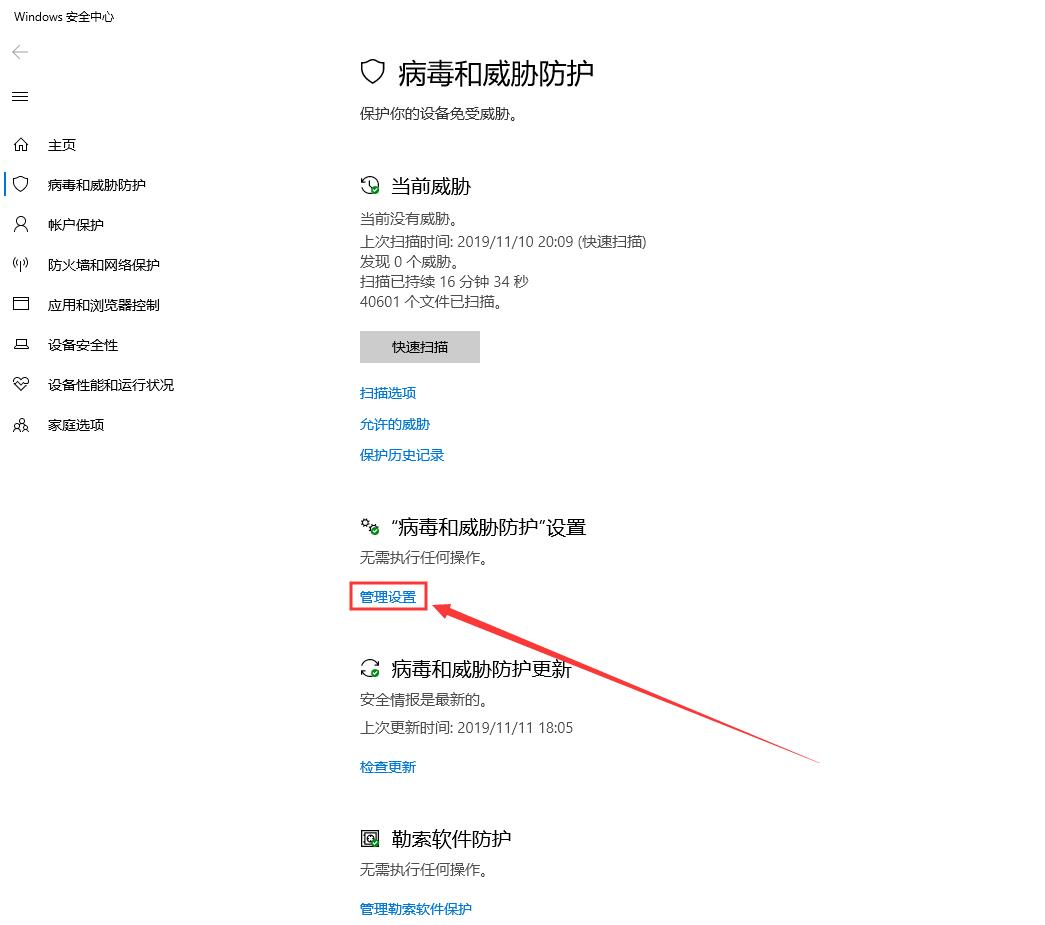 Windows 安全中心
主页
病毒和威胁防护
帐户保护
防火墙和网络保护
应用和浏览器控制
设备安全性
设备性能和运行状况
家庭选项
病毒和威胁防护
保护你的设备免受威胁。
当前威胁
当前没有威胁。
上次扫描时间: 2019/11/10 20:09 (快速扫描)
发现 0 个威胁。
扫描已持续 16 分钟 34 秒
40601 个文件已扫描。
快速扫描
扫描选项
允许的威胁
保护历史记录
“病毒和威胁防护”设置
无需执行任何操作。
管理设置
病毒和威胁防护更新
安全情报是最新的。
上次更新时间: 2019/11/11 18:05
检查更新
勒索软件防护
无需执行任何操作。
管理勒索软件保护